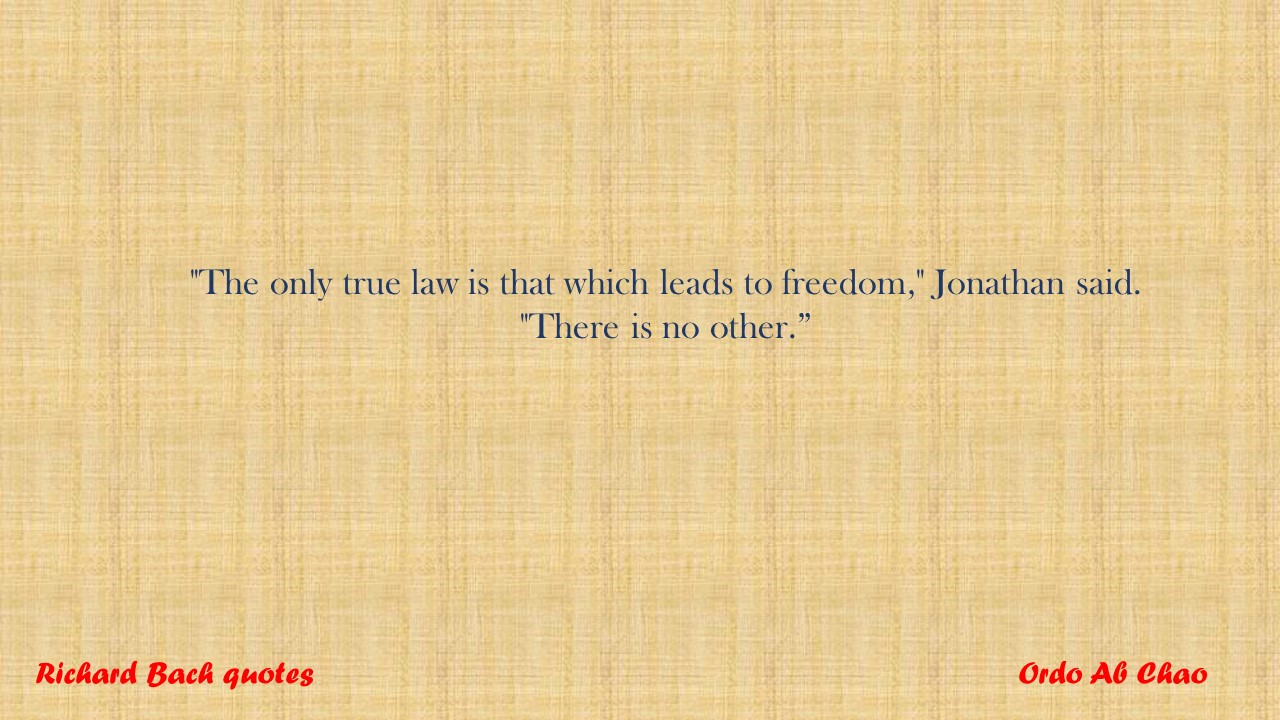 "The only true law is that which leads to freedom," Jonathan said.
"There is no other.”
Richard Bach quotes
Ordo Ab Chao